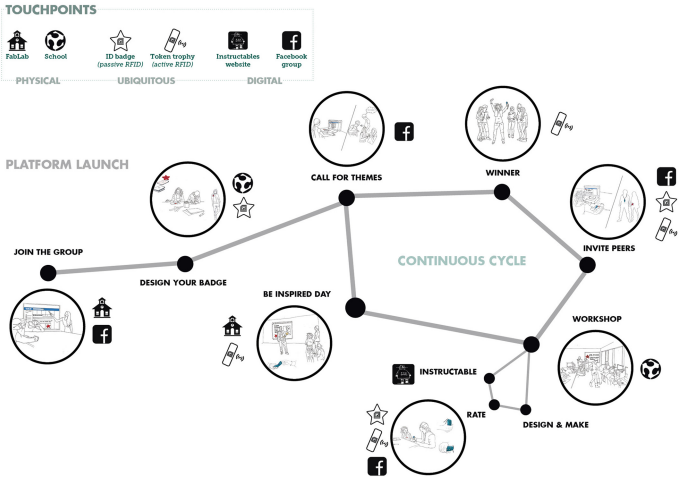 TOUCHPOINTS
FabLab
School
ID badge
(passive RFID)
Token trophy
(active RFID)
Instructables
website
Facebook
group
PHYSICAL
UBIQUITOUS
DIGITAL
PLATFORM LAUNCH
CALL FOR THEMES
WINNER
INVITE PEERS
JOIN THE GROUP
DESIGN YOUR BADGE
CONTINUOUS CYCLE
BE INSPIRED DAY
WORKSHOP
INSTRUCTABLE
RATE
DESIGN & MAKE